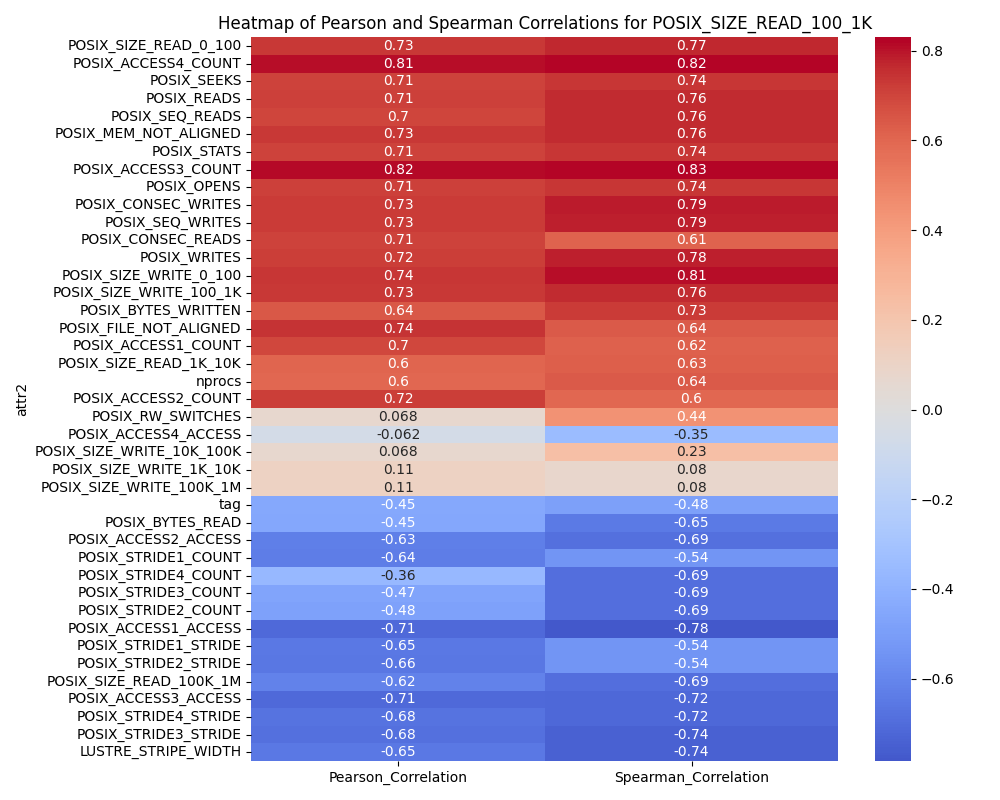 Heatmap of Pearson and Spearman Correlations for POSIX_SIZE_READ_100_1K
attr2
POSIX_SIZE_READ_0_100 0.73 0.77
POSIX_ACCESS4_COUNT 0.81 0.82
POSIX_SEEKS 0.71 0.74
POSIX_READS 0.71 0.76
POSIX_SEQ_READS 0.7 0.76
POSIX_MEM_NOT_ALIGNED 0.73 0.76
POSIX_STATS 0.71 0.74
POSIX_ACCESS3_COUNT 0.82 0.83
POSIX_OPENS 0.71 0.74
POSIX_CONSEC_WRITES 0.73 0.79
POSIX_SEQ_WRITES 0.73 0.79
POSIX_CONSEC_READS 0.71 0.61
POSIX_WRITES 0.72 0.78
POSIX_SIZE_WRITE_0_100 0.74 0.81
POSIX_SIZE_WRITE_100_1K 0.73 0.76
POSIX_BYTES_WRITTEN 0.64 0.73
POSIX_FILE_NOT_ALIGNED 0.74 0.64
POSIX_ACCESS1_COUNT 0.7 0.62
POSIX_SIZE_READ_1K_10K 0.6 0.63
nprocs 0.6 0.64
POSIX_ACCESS2_COUNT 0.72 0.6
POSIX_RW_SWITCHES 0.068 0.44
POSIX_ACCESS4_ACCESS -0.062 -0.35
POSIX_SIZE_WRITE_10K_100K 0.068 0.23
POSIX_SIZE_WRITE_1K_10K 0.11 0.08
POSIX_SIZE_WRITE_100K_1M 0.11 0.08
tag -0.45 -0.48
POSIX_BYTES_READ -0.45 -0.65
POSIX_ACCESS2_ACCESS -0.63 -0.69
POSIX_STRIDE1_COUNT -0.64 -0.54
POSIX_STRIDE4_COUNT -0.36 -0.69
POSIX_STRIDE3_COUNT -0.47 -0.69
POSIX_STRIDE2_COUNT -0.48 -0.69
POSIX_ACCESS1_ACCESS -0.71 -0.78
POSIX_STRIDE1_STRIDE -0.65 -0.54
POSIX_STRIDE2_STRIDE -0.66 -0.54
POSIX_SIZE_READ_100K_1M -0.62 -0.69
POSIX_ACCESS3_ACCESS -0.71 -0.72
POSIX_STRIDE4_STRIDE -0.68 -0.72
POSIX_STRIDE3_STRIDE -0.68 -0.74
LUSTRE_STRIPE_WIDTH -0.65 -0.74
Pearson_Correlation Spearman_Correlation
0.8
0.6
0.4
0.2
0.0
−0.2
−0.4
−0.6